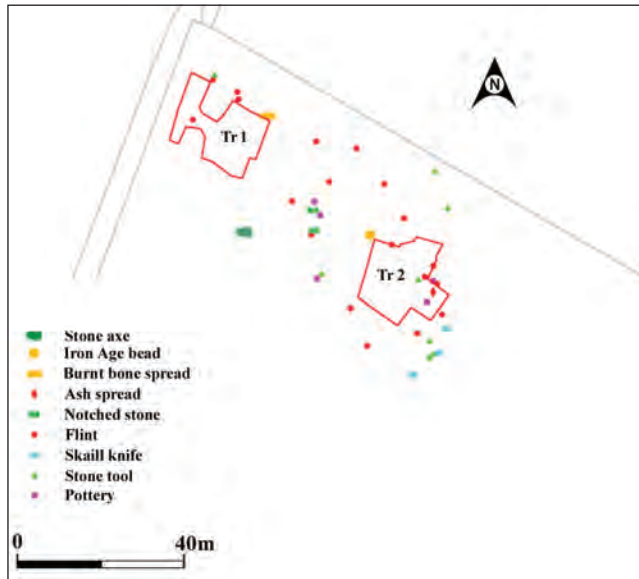 N
Tr 1
Tr 2
Stone axe
Iron Age bead
Burnt bone spread
Ash spread
Notched stone
Flint
Skaill knife
Stone tool
Pottery
0 40m